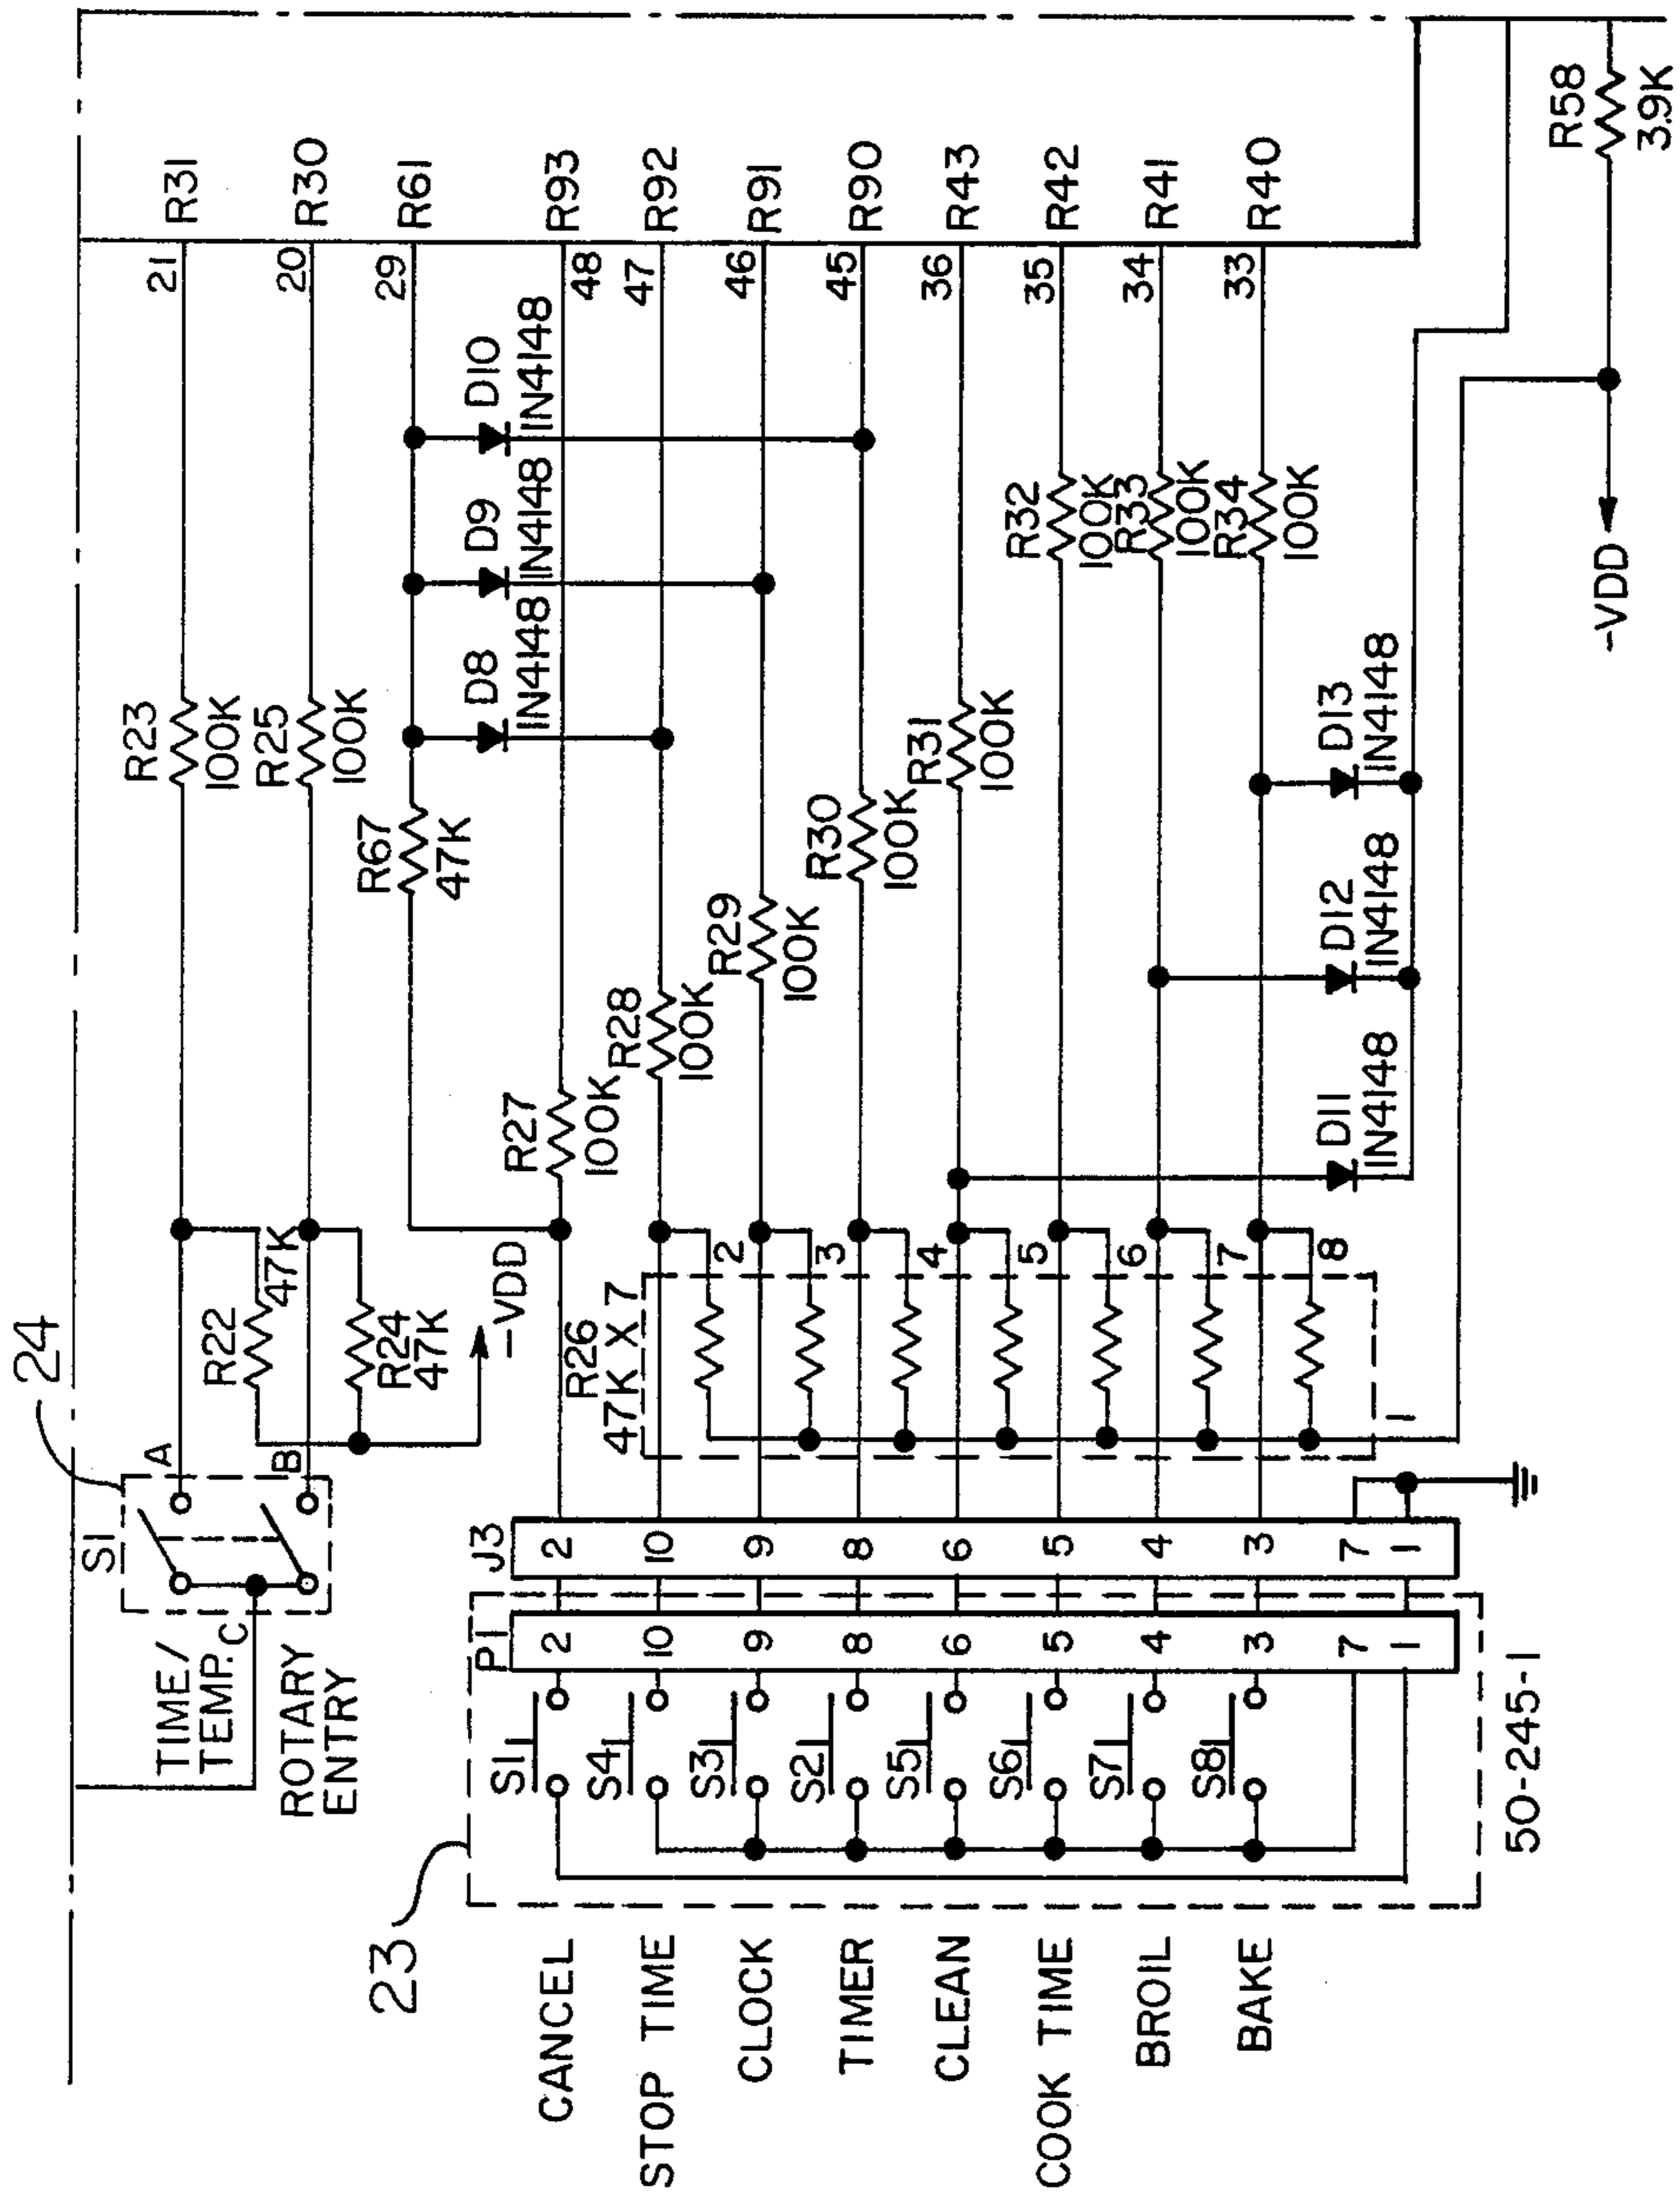 24
S1
A
B
C
TIME/
TEMP.
ROTARY
ENTRY
R22
47K
R24
47K
-VDD
R23
100K
R25
100K
21
R31
20
R30
29
R61
48
R93
47
R92
46
R91
45
R90
36
R43
35
R42
34
R41
33
R40
R67
47K
D8
1N4148
D9
1N4148
D10
1N4148
R27
100K
R28
100K
R29
100K
R30
100K
R31
100K
R32
100K
R33
100K
R34
100K
R26
47K X 7
2
3
4
5
6
7
8
1
D11
1N4148
D12
1N4148
D13
1N4148
R58
3.9K
-VDD
J3
2
10
9
8
6
5
4
3
7
1
P1
2
10
9
8
6
5
4
3
7
1
S1
S4
S3
S2
S5
S6
S7
S8
50-245-1
23
CANCEL
STOP TIME
CLOCK
TIMER
CLEAN
COOK TIME
BROIL
BAKE